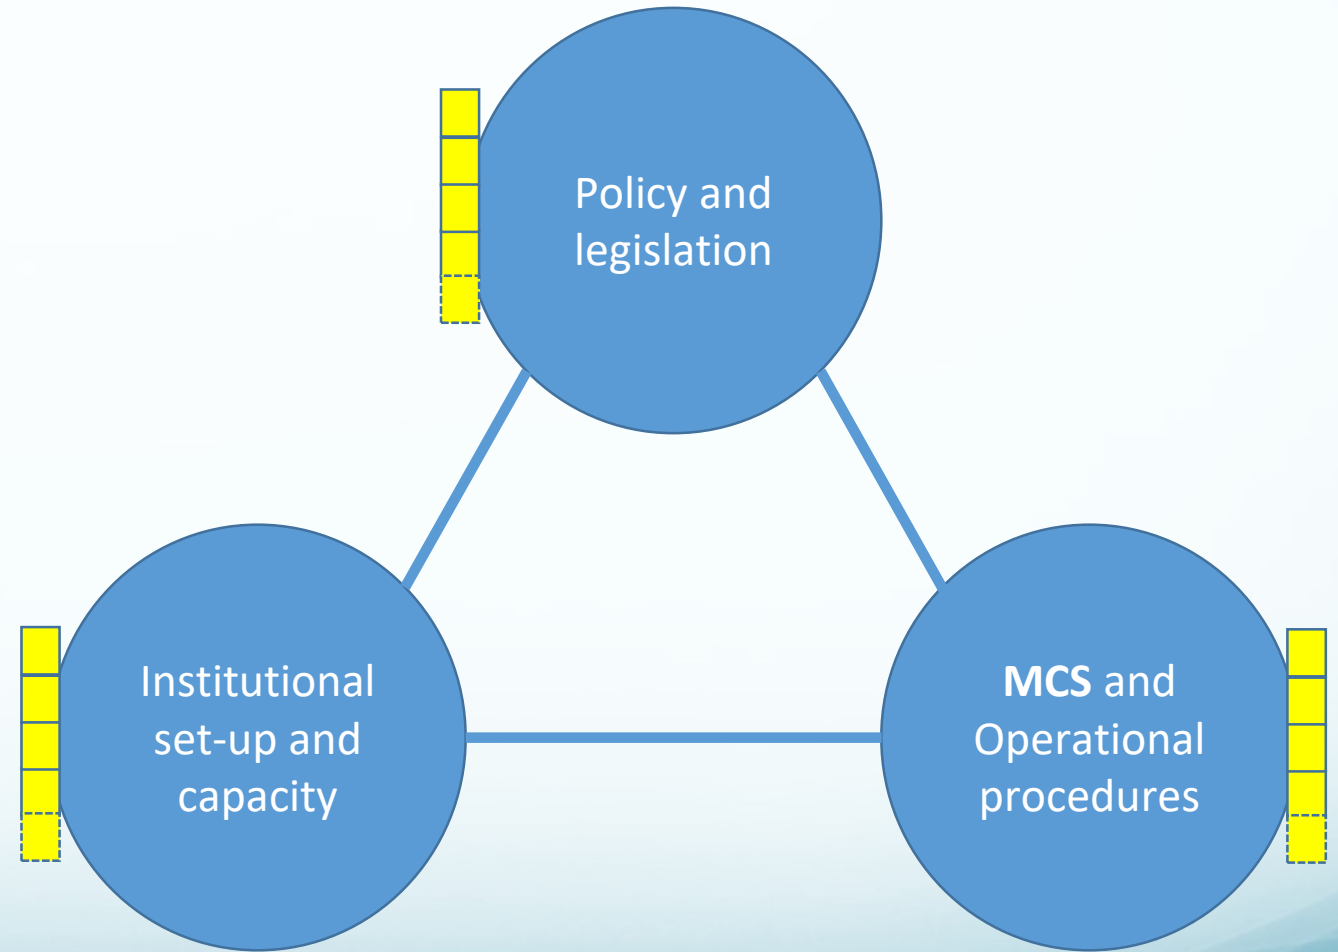 Policy and
legislation
Institutional
set-up and
capacity
MCS and
Operational
procedures